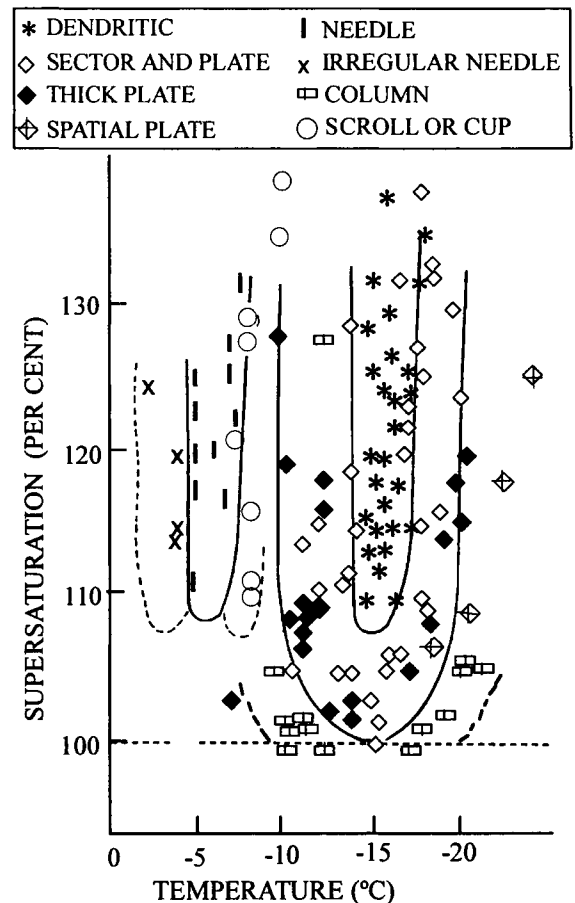 DENDRITIC NEEDLE
SECTOR AND PLATE IRREGULAR NEEDLE
THICK PLATE COLUMN
SPATIAL PLATE SCROLL OR CUP
SUPERSATURATION (PER CENT)
130
120
110
100
0 -5 -10 -15 -20
TEMPERATURE (ºC)